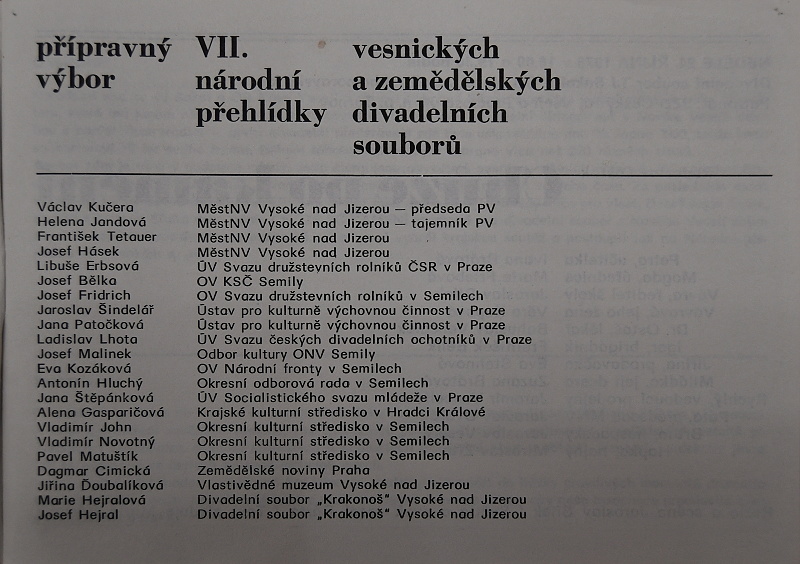 přípravný výbor
VII. národní přehlídky
vesnických a zemědělských divadelních souborů
Václav Kučera MěstNV Vysoké nad Jizerou — předseda PV
Helena Jandová MěstNV Vysoké nad Jizerou — tajemník PV
František Tetauer MěstNV Vysoké nad Jizerou
Josef Hásek MěstNV Vysoké nad Jizerou
Libuše Erbsová ÚV Svazu družstevních rolníků ČSR v Praze
Josef Bělka OV KSČ Semily
Josef Fridrich OV Svazu družstevních rolníků v Semilech
Jaroslav Šindelář Ústav pro kulturně výchovnou činnost v Praze
Jana Patočková Ústav pro kulturně výchovnou činnost v Praze
Ladislav Lhota ÚV Svazu českých divadelních ochotníků v Praze
Josef Malinek Odbor kultury ONV Semily
Eva Kozáková OV Národní fronty v Semilech
Antonín Hluchý Okresní odborová rada v Semilech
Jana Štěpánková ÚV Socialistického svazu mládeže v Praze
Alena Gasparičová Krajské kulturní středisko v Hradci Králové
Vladimír John Okresní kulturní středisko v Semilech
Vladimír Novotný Okresní kulturní středisko v Semilech
Pavel Matuštík Okresní kulturní středisko v Semilech
Dagmar Cimická Zemědělské noviny Praha
Jiřina Ďoubalíková Vlastivědné muzeum Vysoké nad Jizerou
Marie Hejralová Divadelní soubor „Krakonoš" Vysoké nad Jizerou
Josef Hejral Divadelní soubor „Krakonoš" Vysoké nad Jizerou